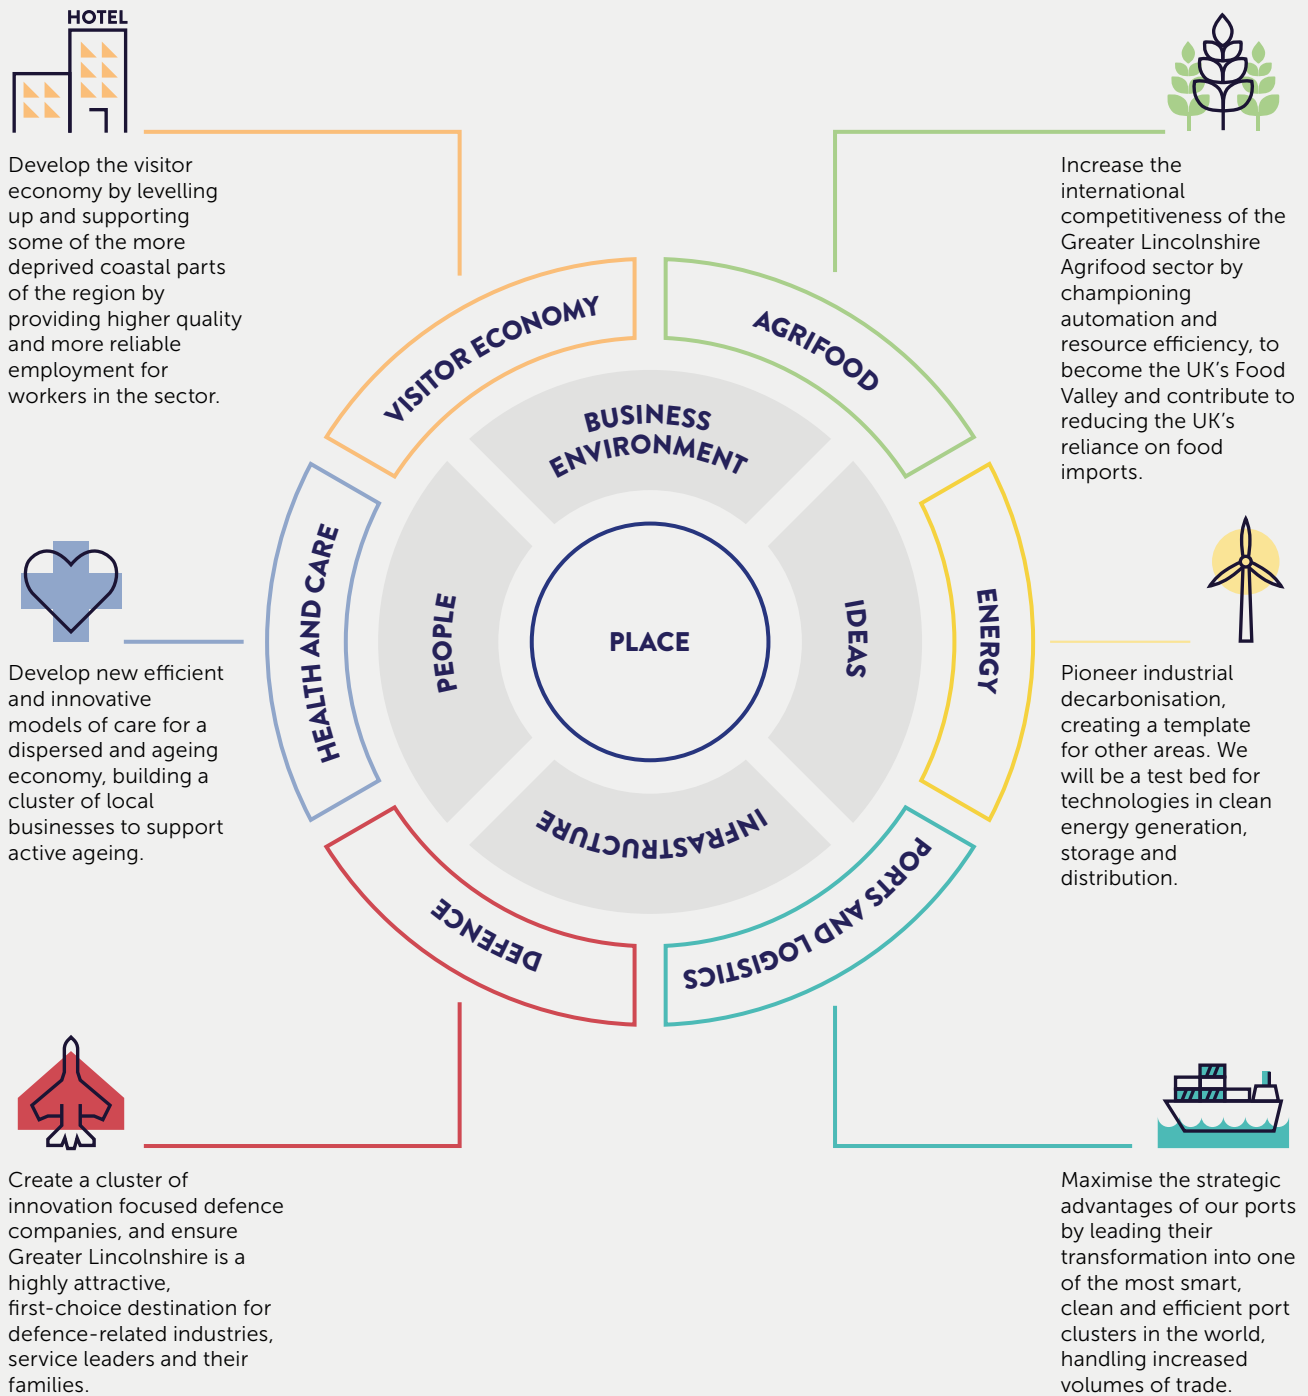 HOTEL
Develop the visitor
economy by levelling
up and supporting
some of the more
deprived coastal parts
of the region by
providing higher quality
and more reliable
employment for
workers in the sector.
Increase the
international
competitiveness of the
Greater Lincolnshire
Agrifood sector by
championing
automation and
resource efficiency, to
become the UK's Food
Valley and contribute to
reducing the UK's
reliance on food
imports.
VISITOR ECONOMY
AGRIFOOD
BUSINESS
ENVIRONMENT
HEALTH AND CARE
PEOPLE
PLACE
IDEAS
ENERGY
INFRASTRUCTURE
DEFENCE
PORTS AND LOGISTICS
Develop new efficient
and innovative
models of care for a
dispersed and ageing
economy, building a
cluster of local
businesses to support
active ageing.
Pioneer industrial
decarbonisation,
creating a template
for other areas. We
will be a test bed for
technologies in clean
energy generation,
storage and
distribution.
Create a cluster of
innovation focused defence
companies, and ensure
Greater Lincolnshire is a
highly attractive,
first-choice destination for
defence-related industries,
service leaders and their
families.
Maximise the strategic
advantages of our ports
by leading their
transformation into one
of the most smart,
clean and efficient port
clusters in the world,
handling increased
volumes of trade.